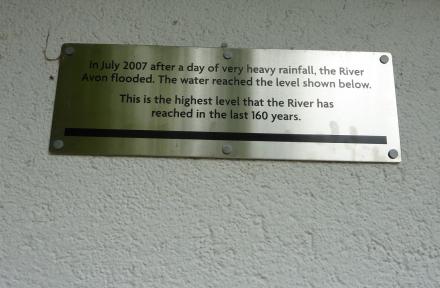 In July 2007 after a day of very heavy rainfall, the River
Avon flooded. The water reached the level shown below.
This is the highest level that the River has
reached in the last 160 years.